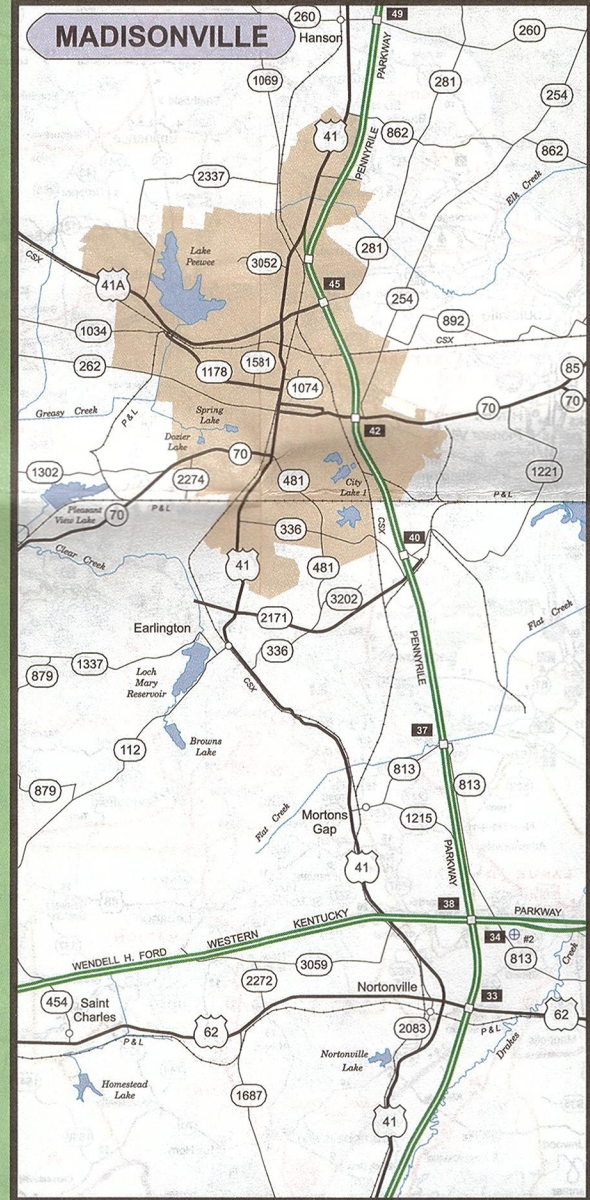 MADISONVILLE
260
49
Hanson
260
1069
PARKWAY
281
254
41
862
PENNYRILE
862
2337
Elk Creek
CSX
Lake
Peewee
3052
281
41A
45
254
1034
892
CSX
262
1178
1581
1074
85
70
70
Greasy Creek
P&L
Spring
Lake
42
Dozier
Lake
70
1302
2274
481
City
Lake 1
1221
Pleasant
View Lake
70
P&L
P&L
336
CSX
40
Clear Creek
41
481
3202
2171
Flat Creek
Earlington
336
PENNYRILE
879
1337
Loch
Mary
Reservoir
CSX
112
Browns
Lake
37
813
813
879
Flat Creek
Mortons
Gap
1215
41
PARKWAY
38
PARKWAY
WENDELL H. FORD
WESTERN
KENTUCKY
34
#2
813
Creek
3059
2272
454
Saint
Charles
Nortonville
33
62
62
P&L
2083
P&L
Drakes
Nortonville
Lake
Homestead
Lake
1687
41